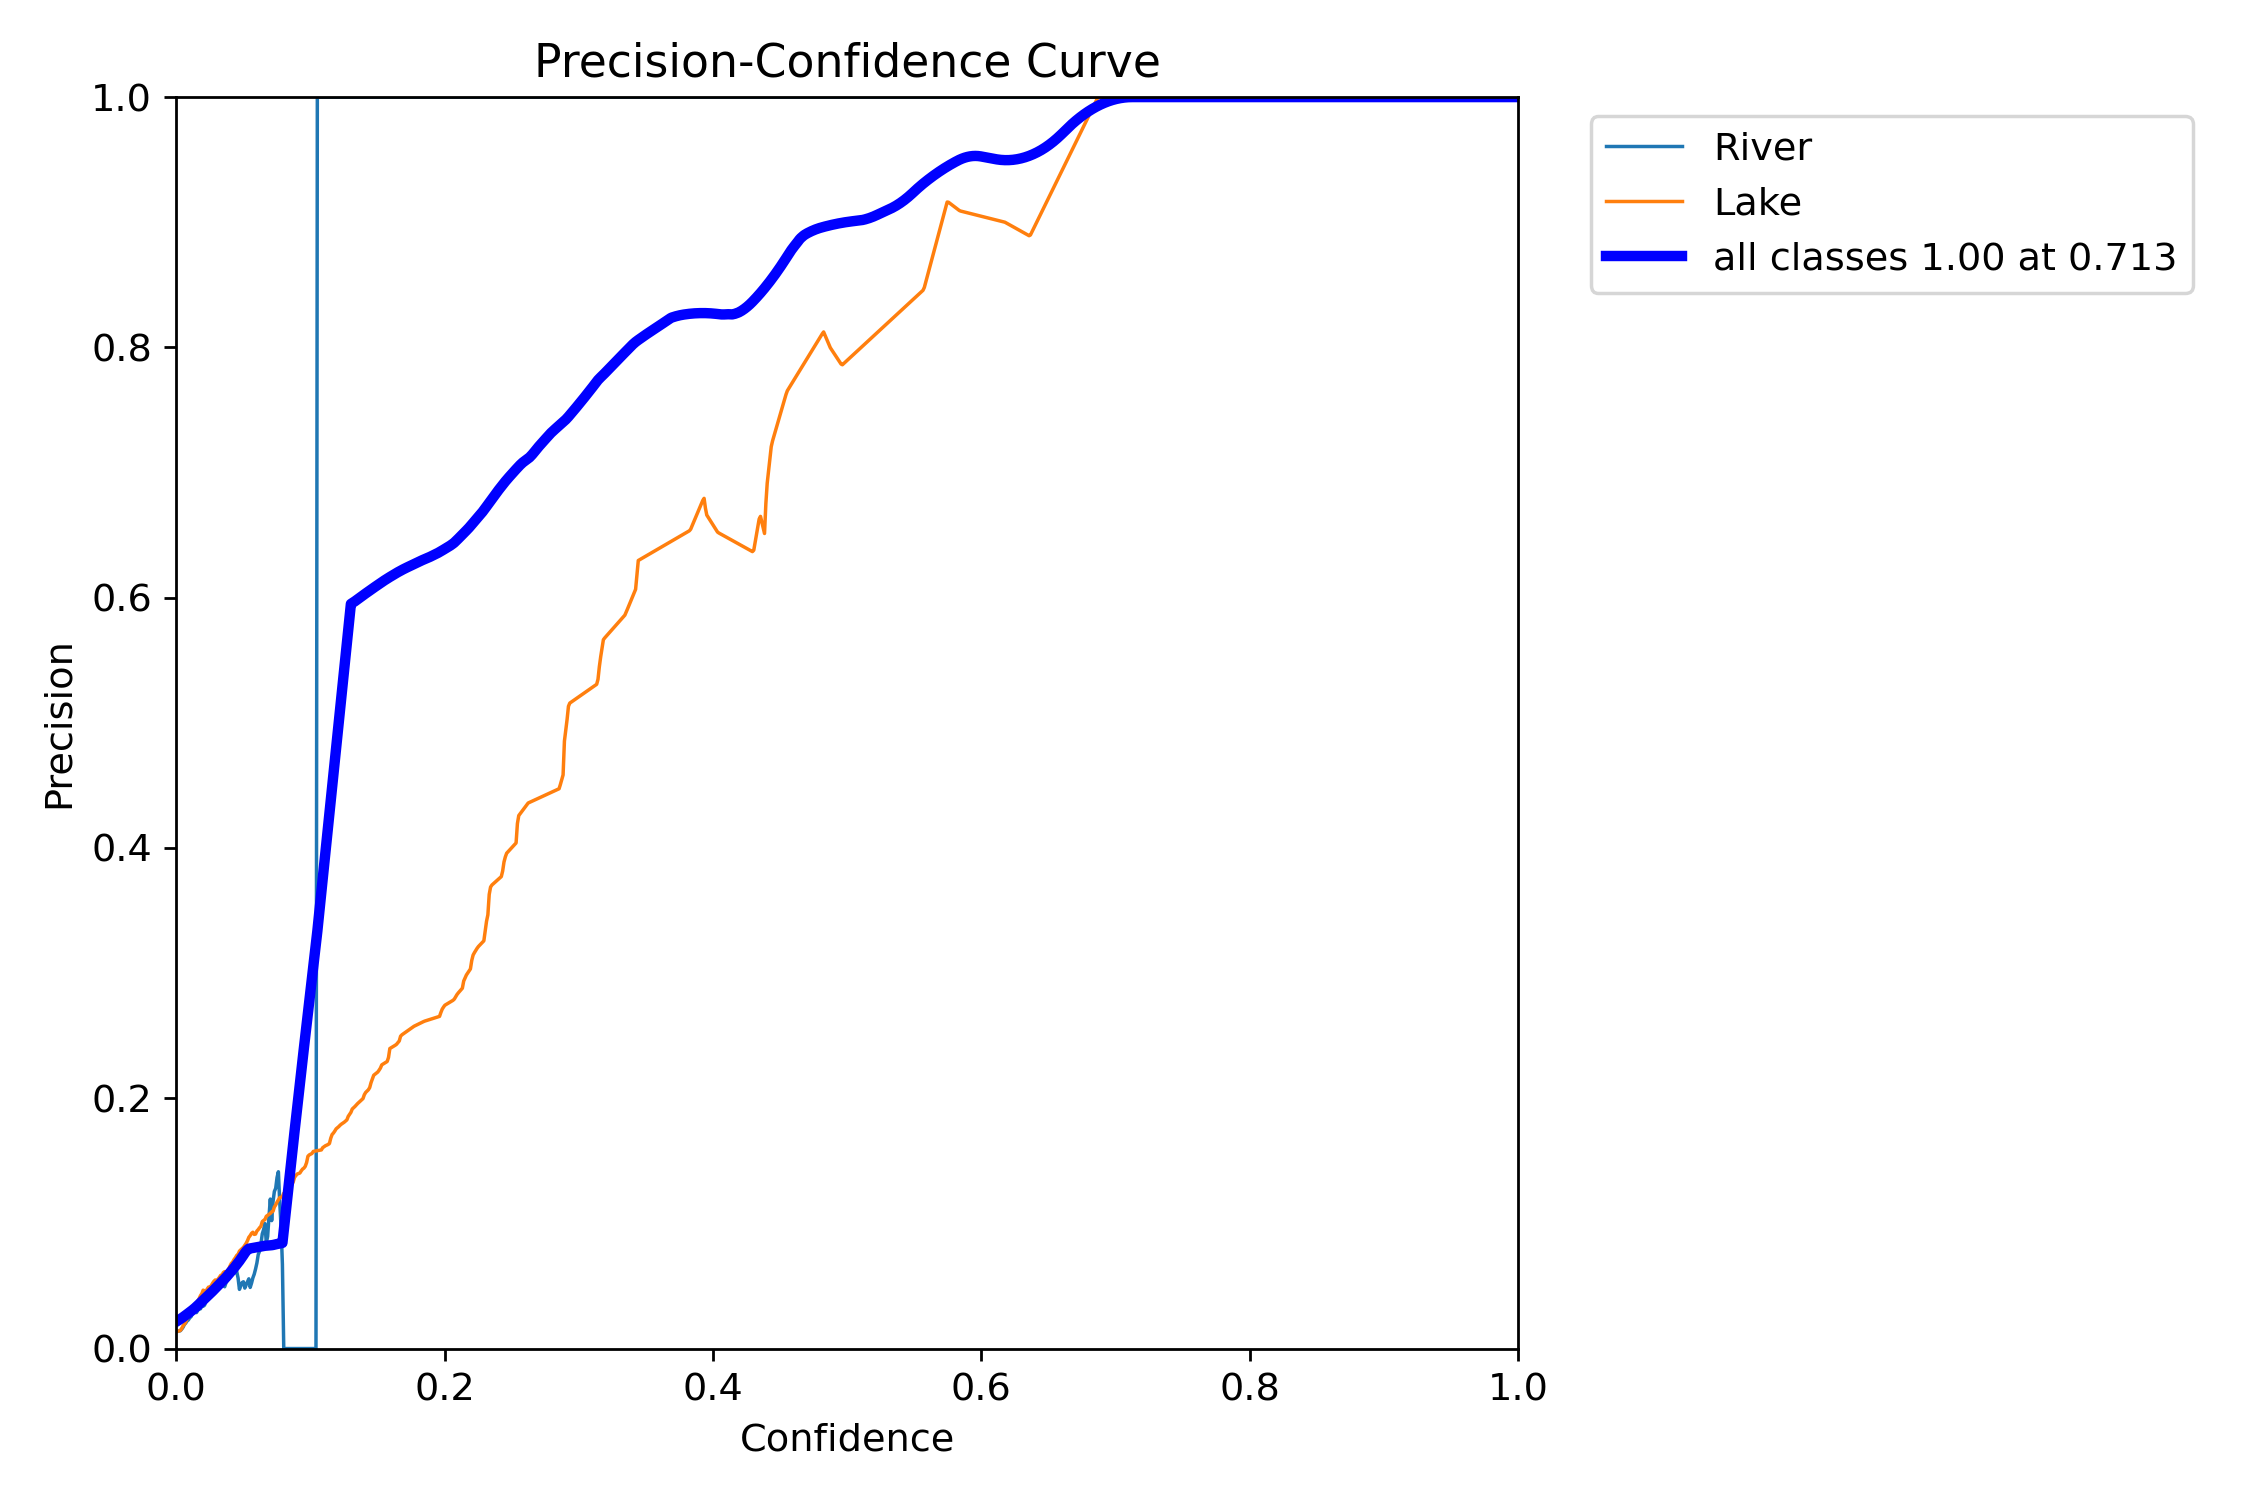 Precision-Confidence Curve
1.0
0.8
0.6
0.4
0.2
0.0
Precision
0.0 0.2 0.4 0.6 0.8 1.0
Confidence
River
Lake
all classes 1.00 at 0.713